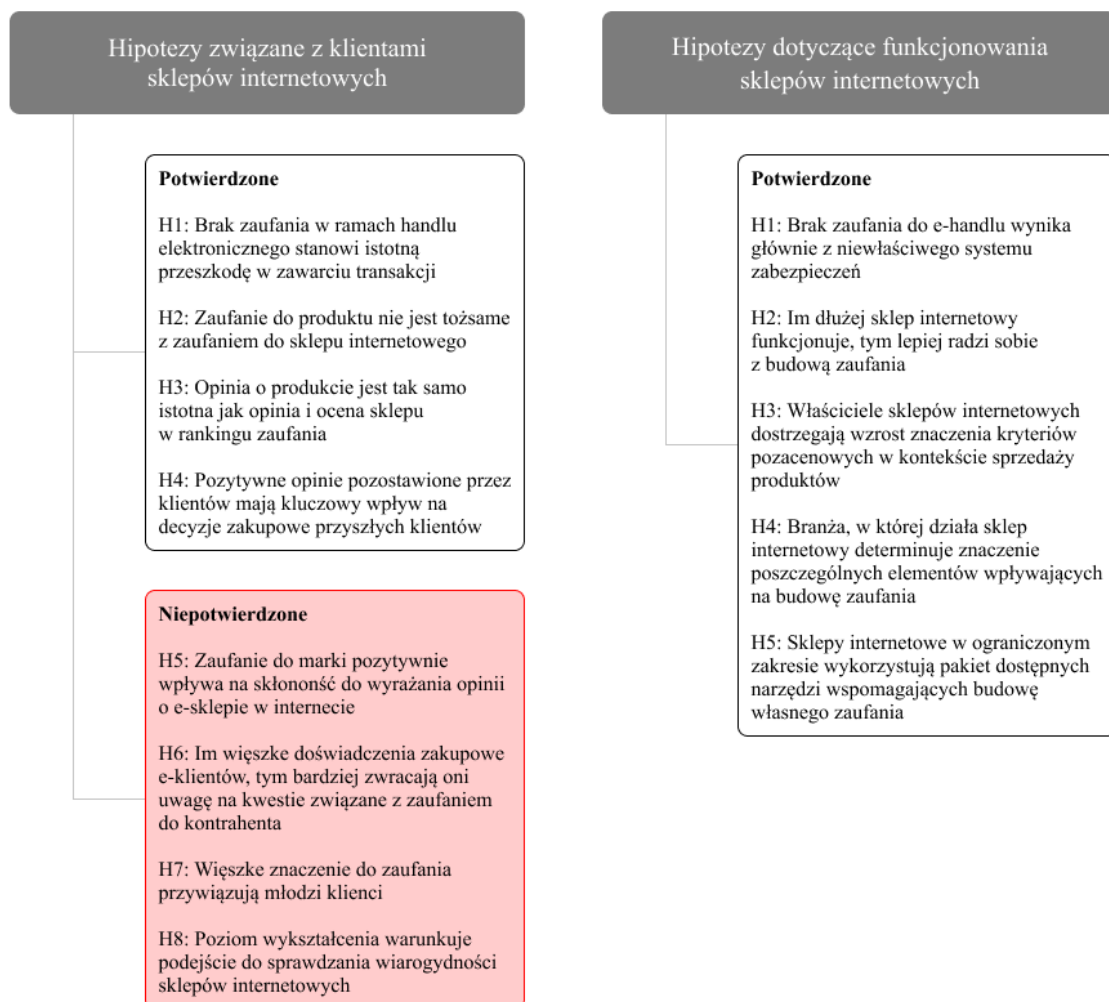 Hipotezy związane z klientami
sklepów internetowych
Potwierdzone
H1: Brak zaufania w ramach handlu
elektronicznego stanowi istotną
przeszkodę w zawarciu transakcji
H2: Zaufanie do produktu nie jest tożsame
z zaufaniem do sklepu internetowego
H3: Opinia o produkcie jest tak samo
istotna jak opinia i ocena sklepu
w rankingu zaufania
H4: Pozytywne opinie pozostawione przez
klientów mają kluczowy wpływ na
decyzje zakupowe przyszłych klientów
Niepotwierdzone
H5: Zaufanie do marki pozytywnie
wpływa na skłononść do wyrażania opinii
o e-sklepie w internecie
H6: Im więszke doświadczenia zakupowe
e-klientów, tym bardziej zwracają oni
uwagę na kwestie związane z zaufaniem
do kontrahenta
H7: Więszke znaczenie do zaufania
przywiązują młodzi klienci
H8: Poziom wykształcenia warunkuje
podejście do sprawdzania wiarogydności
sklepów internetowych
Hipotezy dotyczące funkcjonowania
sklepów internetowych
Potwierdzone
H1: Brak zaufania do e-handlu wynika
głównie z niewłaściwego systemu
zabezpieczeń
H2: Im dłużej sklep internetowy
funkcjonuje, tym lepiej radzi sobie
z budową zaufania
H3: Właściciele sklepów internetowych
dostrzegają wzrost znaczenia kryteriów
pozacenowych w kontekście sprzedaży
produktów
H4: Branża, w której działa sklep
internetowy determinuje znaczenie
poszczególnych elementów wpływających
na budowę zaufania
H5: Sklepy internetowe w ograniczonym
zakresie wykorzystują pakiet dostępnych
narzędzi wspomagających budowę
własnego zaufania